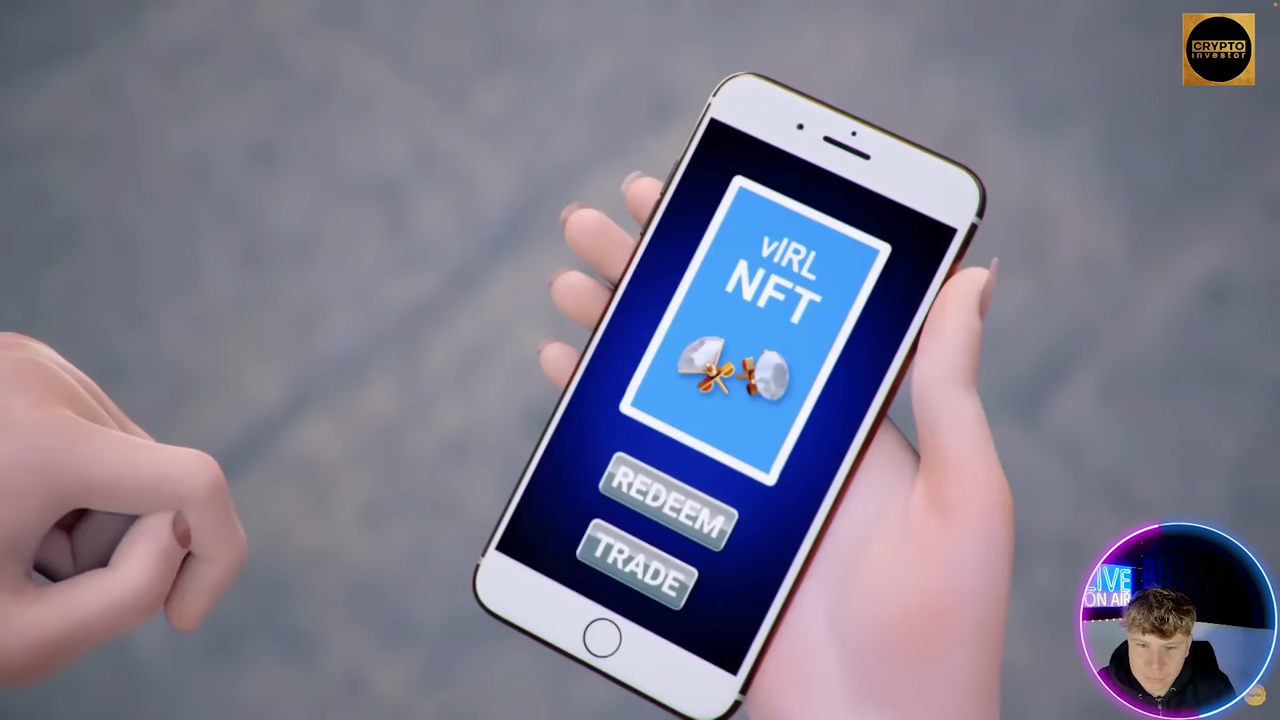 CRYPTO
investor
vIRL
NFT
REDEEM
TRADE
LIVE
ON AIR